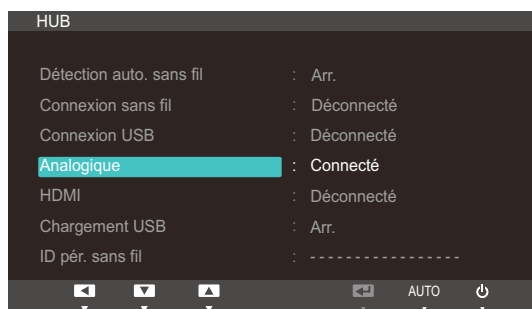 HUB
Détection auto. sans fil : Arr.
Connexion sans fil : Déconnecté
Connexion USB : Déconnecté
Analogique : Connecté
HDMI : Déconnecté
Chargement USB : Arr.
ID pér. sans fil : - - - - - - - - - - - - - - - - -
AUTO